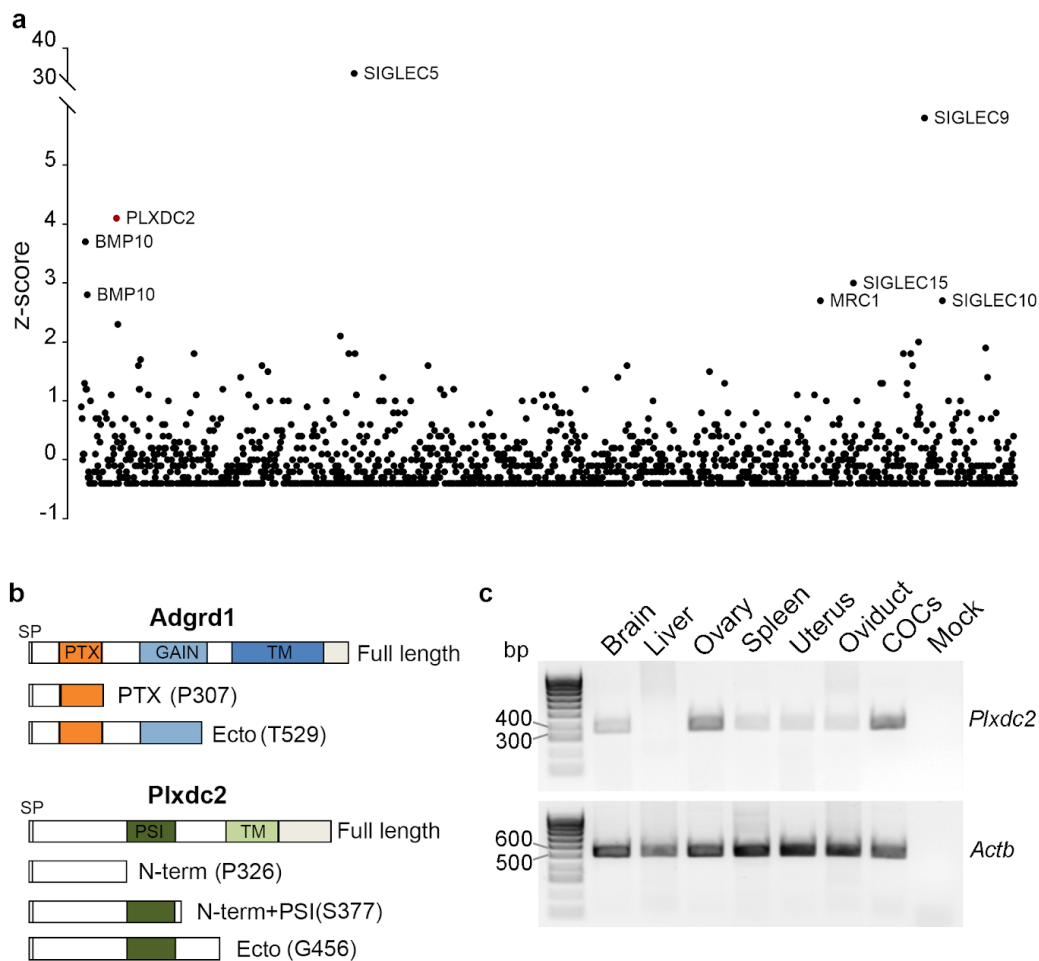 a
40
30
5
4
3
2
1
0
-1
z-score
SIGLEC5
SIGLEC9
PLXDC2
BMP10
BMP10
SIGLEC15
MRC1
SIGLEC10
b
Adgrd1
SP
PTX
GAIN
TM
Full length
PTX (P307)
Ecto (T529)
Plxdc2
SP
PSI
TM
Full length
N-term (P326)
N-term+PSI(S377)
Ecto (G456)
c
Brain
Liver
Ovary
Spleen
Uterus
Oviduct
COCs
Mock
bp
400
300
Plxdc2
600
500
Actb